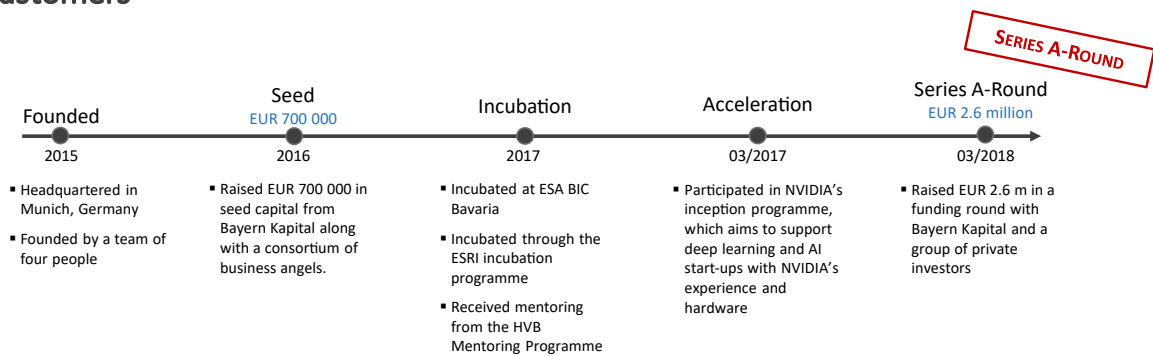 SERIES A-ROUND
Founded
2015
▪ Headquartered in
Munich, Germany
▪ Founded by a team of
four people
Seed
EUR 700 000
2016
▪ Raised EUR 700 000 in
seed capital from
Bayern Kapital along
with a consortium of
business angels.
Incubation
2017
▪ Incubated at ESA BIC
Bavaria
▪ Incubated through the
ESRI incubation
programme
▪ Received mentoring
from the HVB
Mentoring Programme
Acceleration
03/2017
▪ Participated in NVIDIA's
inception programme,
which aims to support
deep learning and AI
start-ups with NVIDIA's
experience and
hardware
Series A-Round
EUR 2.6 million
03/2018
▪ Raised EUR 2.6 m in a
funding round with
Bayern Kapital and a
group of private
investors